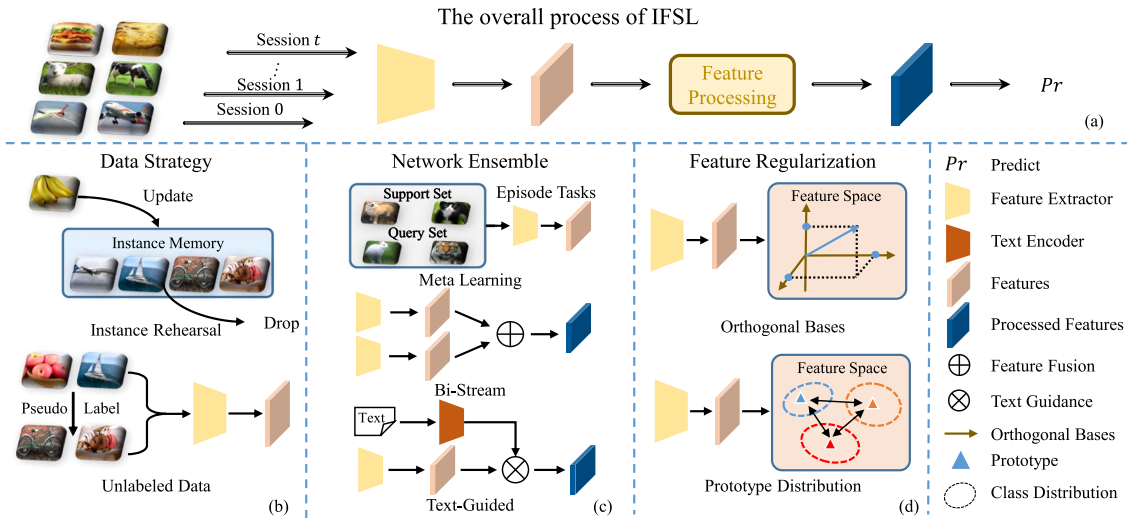 The overall process of IFSL
Session t
⋮
Session 1
Session 0
Feature
Processing
Pr
(a)
Data Strategy
Update
Instance Memory
Instance Rehearsal
Drop
Pseudo Label
Unlabeled Data
(b)
Network Ensemble
Support Set
Episode Tasks
Query Set
Meta Learning
Bi-Stream
Text
Text-Guided
(c)
Feature Regularization
Feature Space
Orthogonal Bases
Feature Space
Prototype Distribution
(d)
Pr Predict
Feature Extractor
Text Encoder
Features
Processed Features
Feature Fusion
Text Guidance
Orthogonal Bases
Prototype
Class Distribution